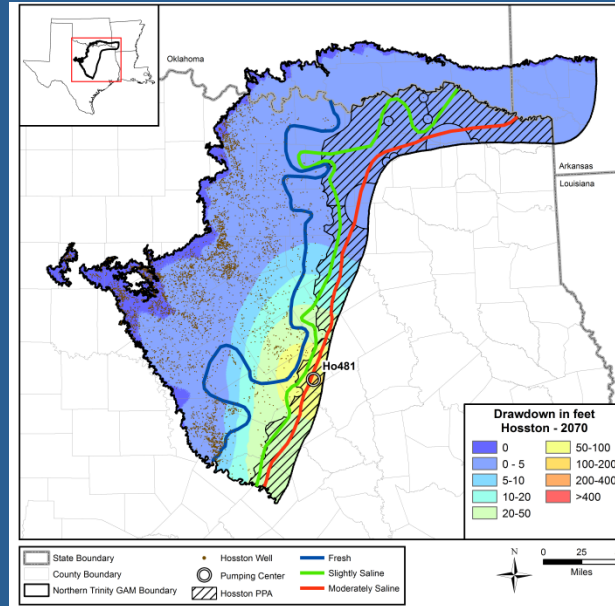 Oklahoma
Arkansas
Louisiana
Ho481
Drawdown in feet
Hosston - 2070
0
0 - 5
5-10
10-20
20-50
50-100
100-200
200-400
>400
State Boundary
County Boundary
Northern Trinity GAM Boundary
Hosston Well
Pumping Center
Hosston PPA
Fresh
Slightly Saline
Moderately Saline
N
0 25
Miles